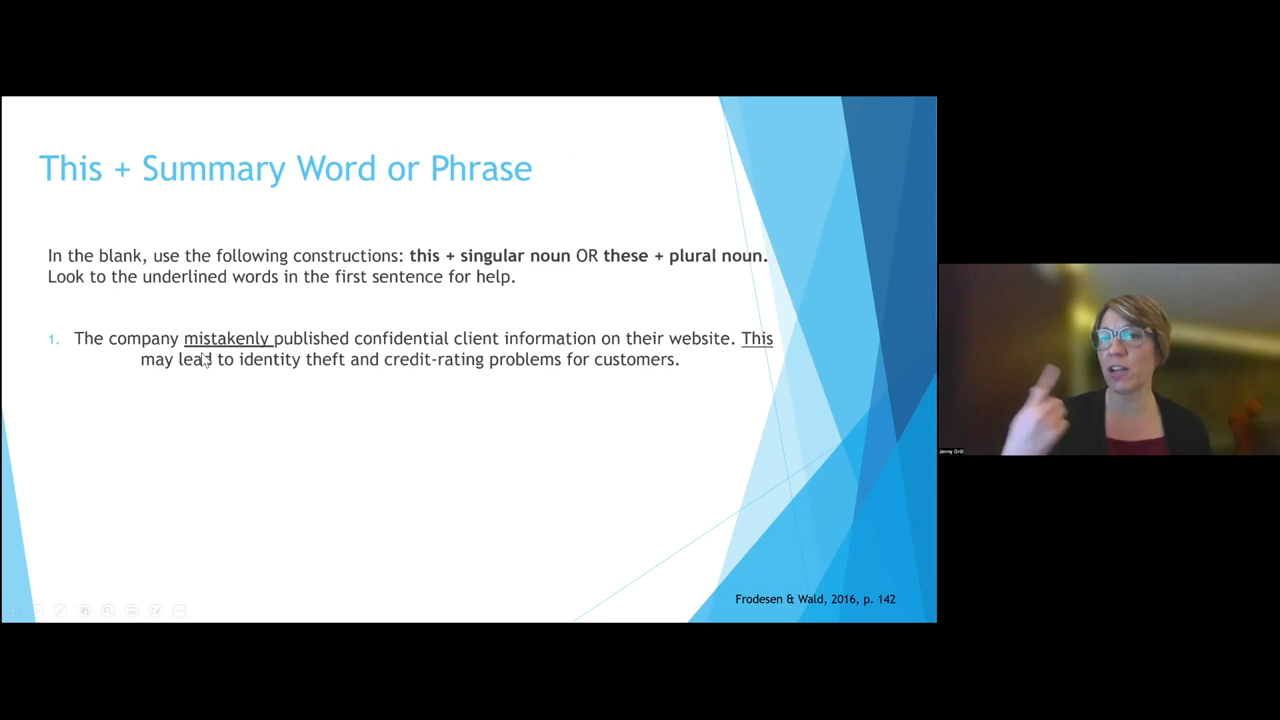 This + Summary Word or Phrase
In the blank, use the following constructions: this + singular noun OR these + plural noun.
Look to the underlined words in the first sentence for help.
1. The company mistakenly published confidential client information on their website. This
may lead to identity theft and credit-rating problems for customers.
Frodesen & Wald, 2016, p. 142
Jenny Grill